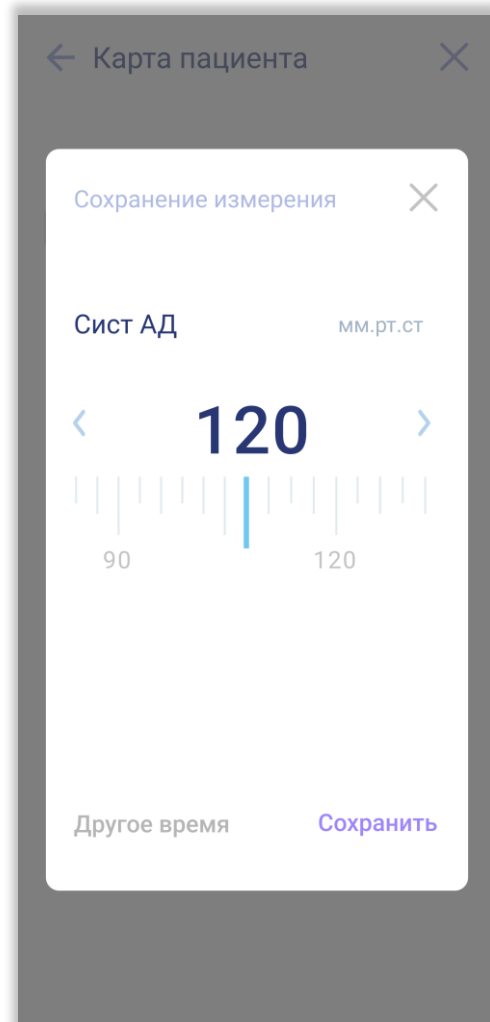 Карта пациента
Сохранение измерения
Сист АД мм.рт.ст
120
90 120
Другое время Сохранить